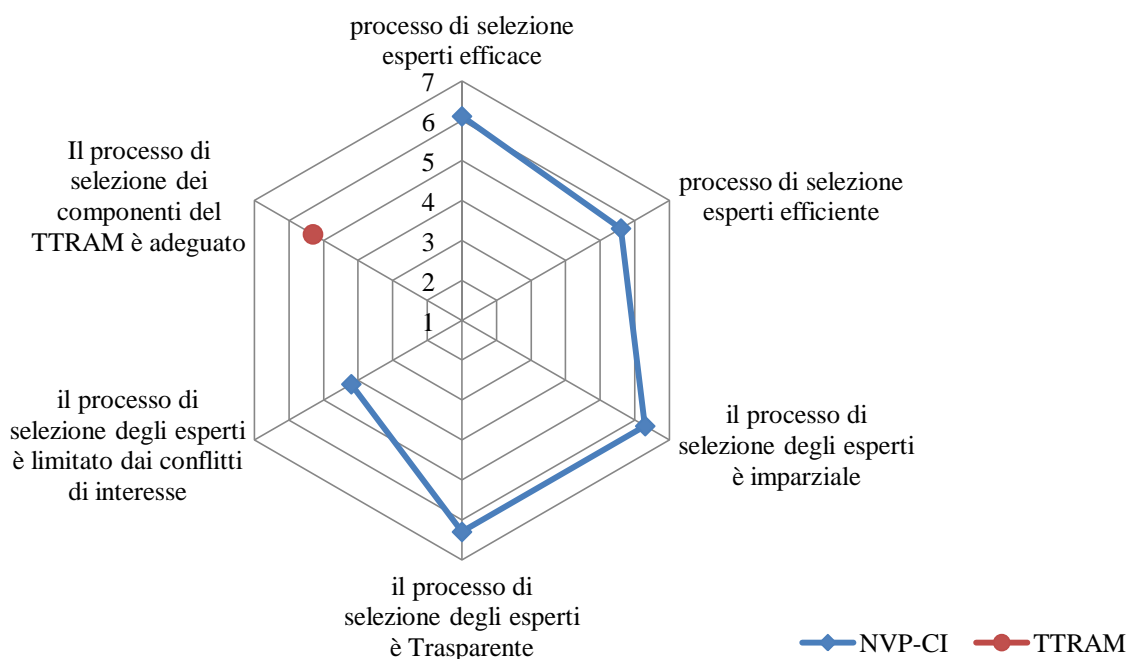 processo di selezione
esperti efficace
7
6
5
4
3
2
1
processo di selezione
esperti efficiente
il processo di
selezione degli esperti
è imparziale
il processo di
selezione degli esperti
è Trasparente
il processo di
selezione degli esperti
è limitato dai conflitti
di interesse
Il processo di
selezione dei
componenti del
TTRAM è adeguato
NVP-CI
TTRAM